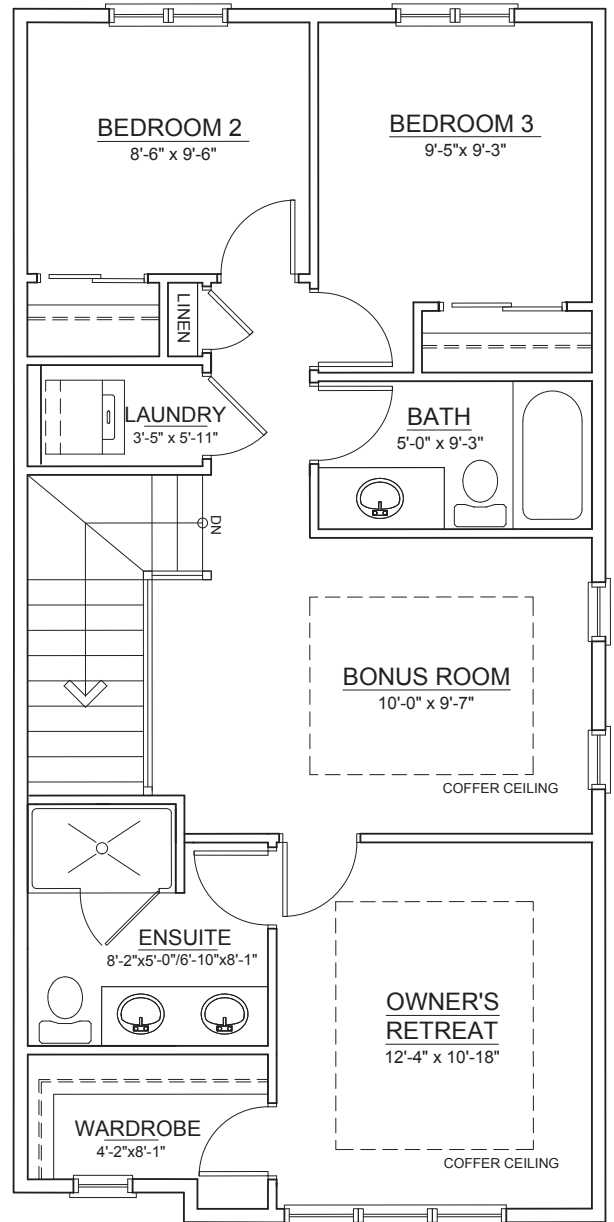 BEDROOM 2
8'-6" x 9'-6"
BEDROOM 3
9'-5"x 9'-3"
LINEN
LAUNDRY
3'-5" x 5'-11"
BATH
5'-0" x 9'-3"
DN
BONUS ROOM
10'-0" x 9'-7"
COFFER CEILING
ENSUITE
8'-2"x5'-0"/6'-10"x8'-1"
OWNER'S
RETREAT
12'-4" x 10'-18"
WARDROBE
4'-2"x8'-1"
COFFER CEILING